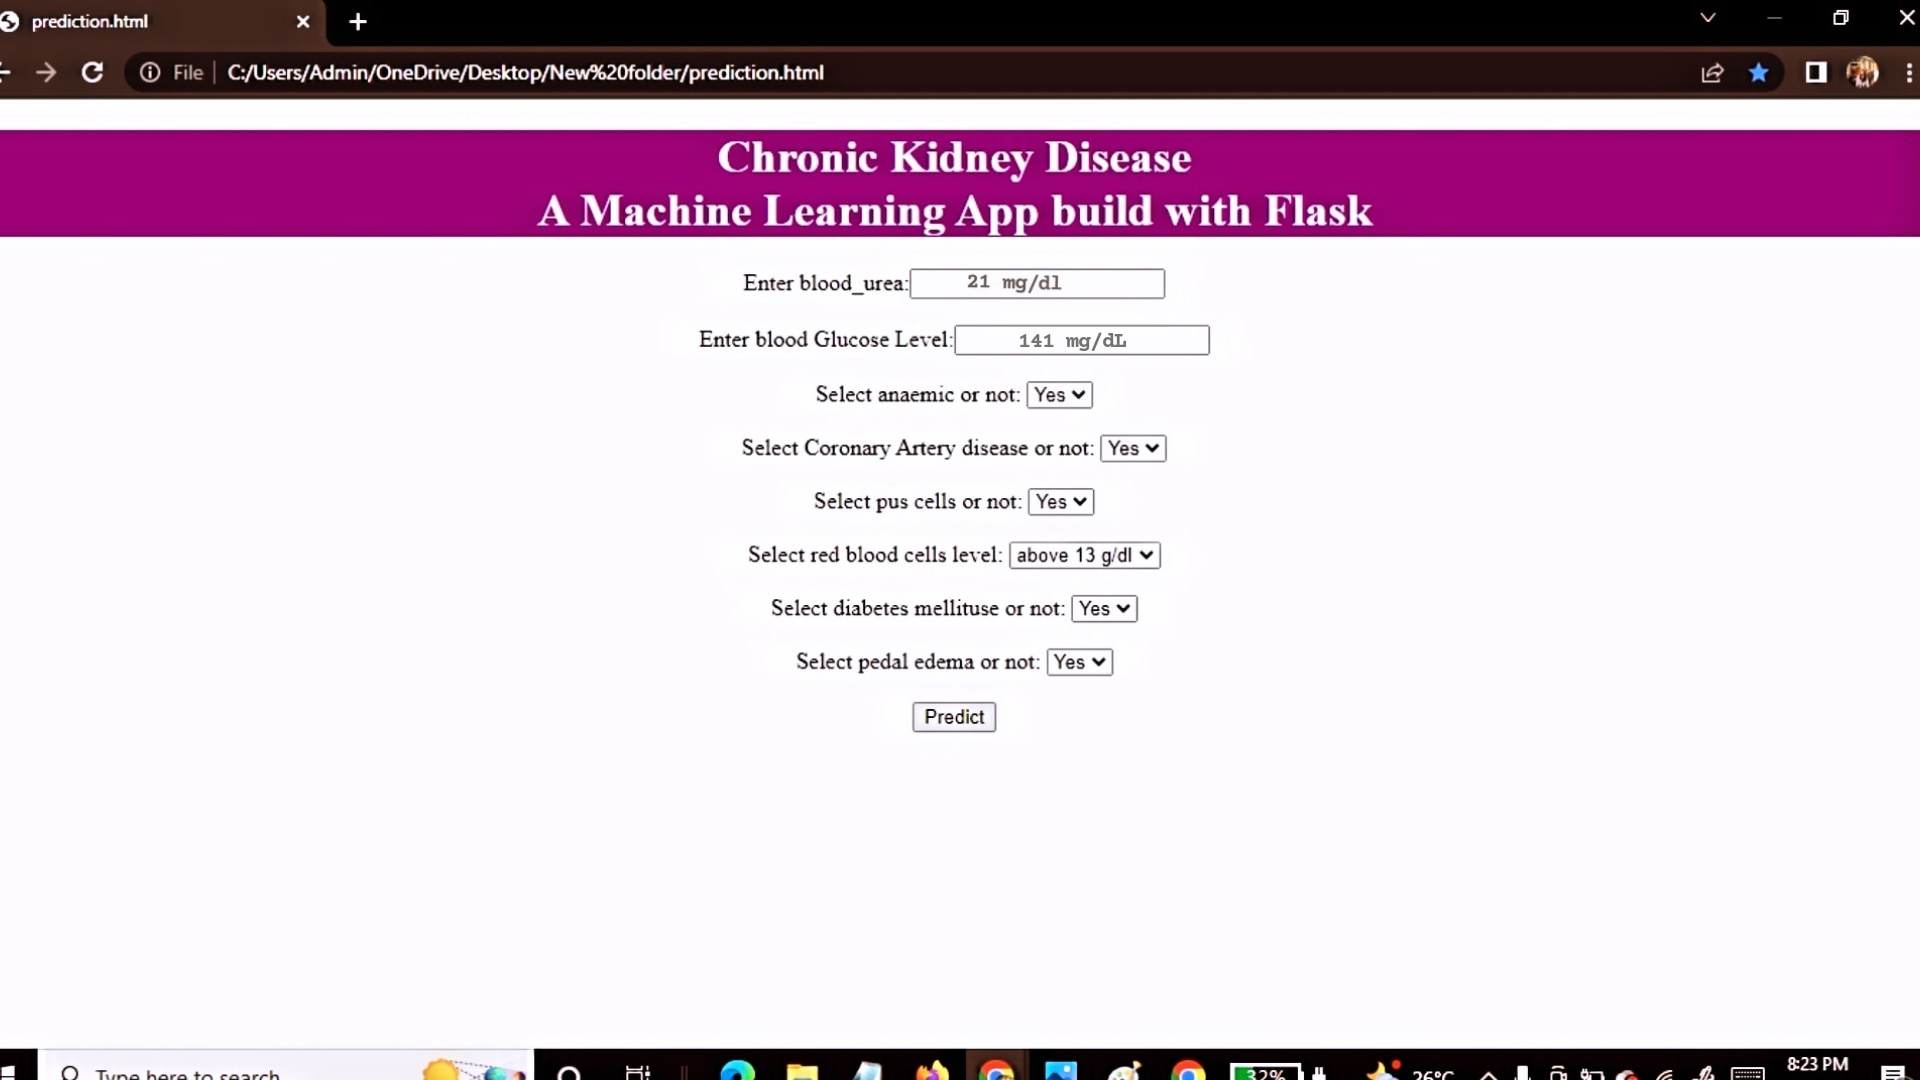 prediction.html
File
C:/Users/Admin/OneDrive/Desktop/New%20folder/prediction.html
Chronic Kidney Disease
A Machine Learning App build with Flask
Enter blood_urea: 21 mg/dl
Enter blood Glucose Level: 141 mg/dL
Select anaemic or not: Yes
Select Coronary Artery disease or not: Yes
Select pus cells or not: Yes
Select red blood cells level: above 13 g/dl
Select diabetes mellituse or not: Yes
Select pedal edema or not: Yes
Predict
Type here to search
32%
26°C
8:23 PM